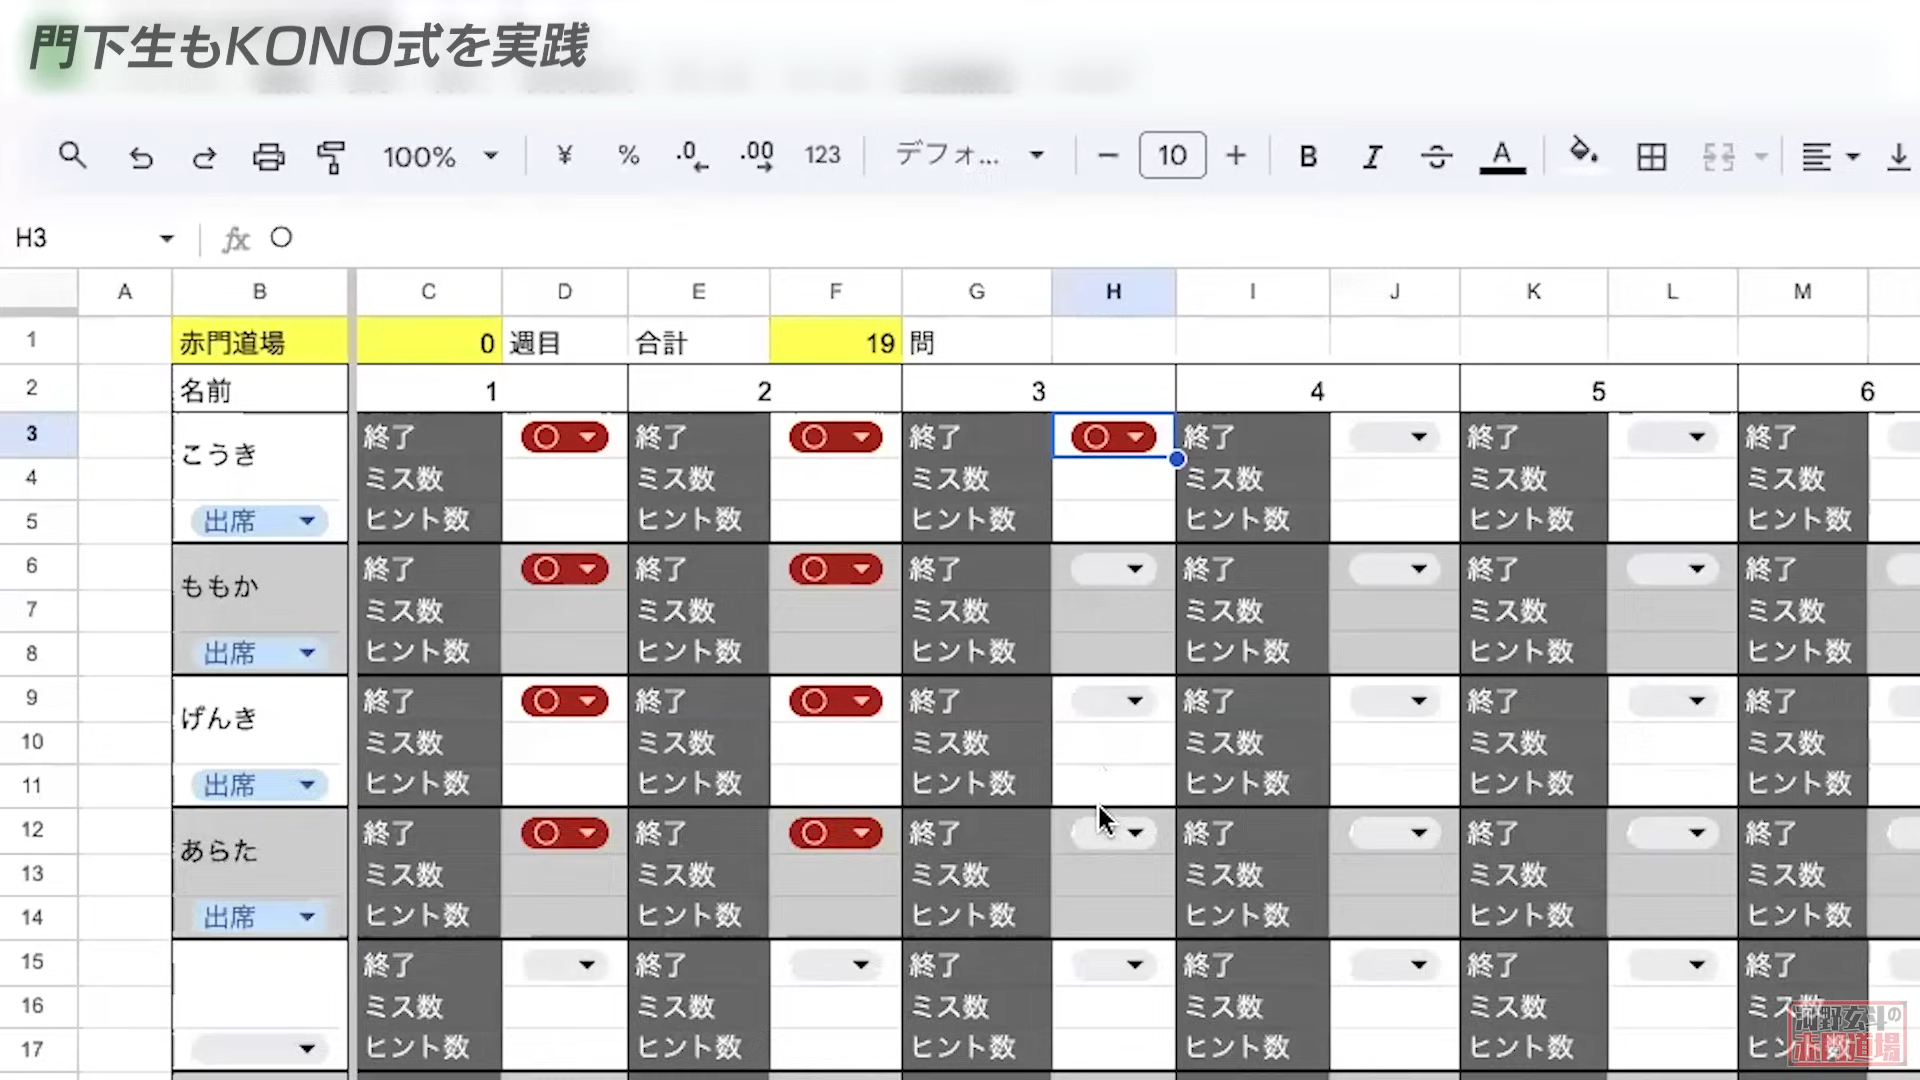 門下生もKONO式を実践
100% ¥ % .0 .00 123 デフォ... − 10 + B I A
H3 fx ○
A B C D E F G H I J K L M
1 赤門道場 0 週目 合計 19 問
2 名前 1 2 3 4 5 6
3 こうき 終了 ○ 終了 ○ 終了 ○ 終了 終了 終了
4 ミス数 ミス数 ミス数 ミス数 ミス数 ミス数
5 出席 ヒント数 ヒント数 ヒント数 ヒント数 ヒント数 ヒント数
6 ももか 終了 ○ 終了 ○ 終了 終了 終了 終了
7 ミス数 ミス数 ミス数 ミス数 ミス数 ミス数
8 出席 ヒント数 ヒント数 ヒント数 ヒント数 ヒント数 ヒント数
9 げんき 終了 ○ 終了 ○ 終了 終了 終了 終了
10 ミス数 ミス数 ミス数 ミス数 ミス数 ミス数
11 出席 ヒント数 ヒント数 ヒント数 ヒント数 ヒント数 ヒント数
12 あらた 終了 ○ 終了 ○ 終了 終了 終了 終了
13 ミス数 ミス数 ミス数 ミス数 ミス数 ミス数
14 出席 ヒント数 ヒント数 ヒント数 ヒント数 ヒント数 ヒント数
15 終了 終了 終了 終了 終了 終了
16 ミス数 ミス数 ミス数 ミス数 ミス数 ミス数
17 ヒント数 ヒント数 ヒント数 ヒント数 ヒント数 ヒント数
河野玄斗の